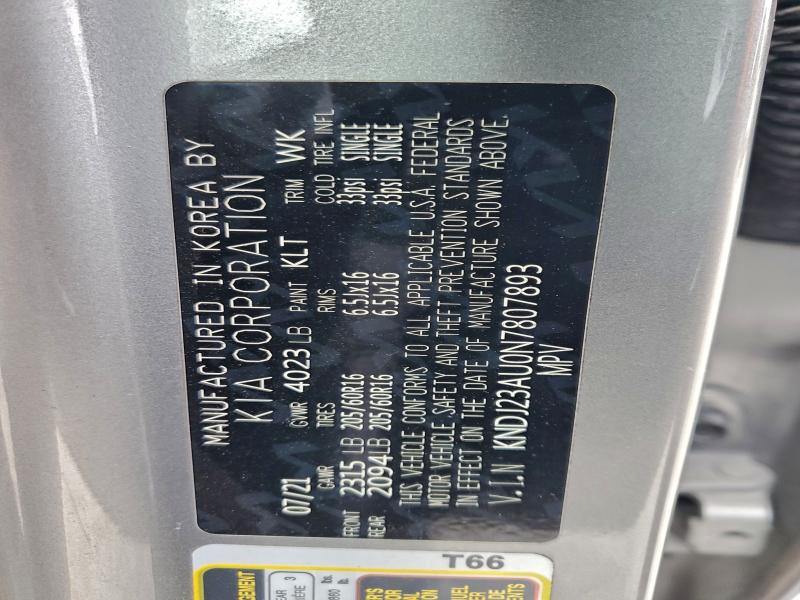 MANUFACTURED IN KOREA BY
KIA CORPORATION
07/21 GVWR 4023 LB PAINT KLT TRIM WK
GAWR TIRES RIMS COLD TIRE INFL
FRONT 2315 LB 205/60R16 6.5Jx16 33psi SINGLE
REAR 2094 LB 205/60R16 6.5Jx16 33psi SINGLE
THIS VEHICLE CONFORMS TO ALL APPLICABLE U.S.A. FEDERAL
MOTOR VEHICLE SAFETY AND THEFT PREVENTION STANDARDS
IN EFFECT ON THE DATE OF MANUFACTURE SHOWN ABOVE.
V.I.N KNDJ23AU0N7807893
MPV
T66
3